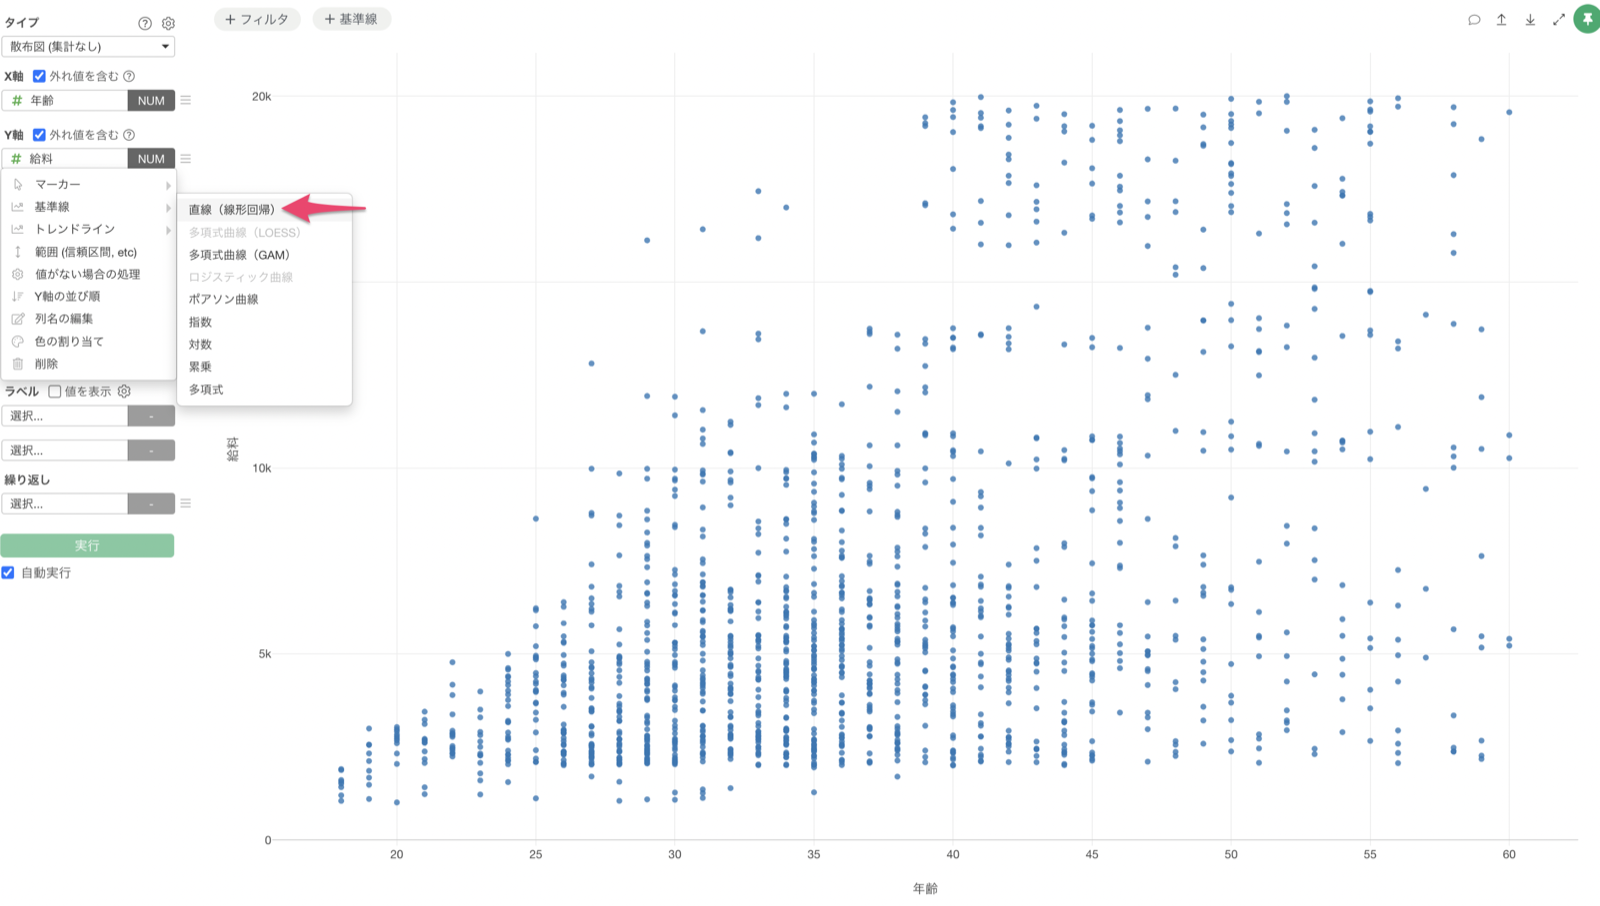 タイプ
散布図 (集計なし)
X軸 外れ値を含む
# 年齢 NUM
Y軸 外れ値を含む
# 給料 NUM
マーカー
基準線
トレンドライン
範囲 (信頼区間, etc)
値がない場合の処理
Y軸の並び順
列名の編集
色の割り当て
削除
直線（線形回帰）
多項式曲線（LOESS）
多項式曲線（GAM）
ロジスティック曲線
ポアソン曲線
指数
対数
累乗
多項式
ラベル 値を表示
選択... -
選択... -
繰り返し
選択... -
実行
自動実行
+ フィルタ + 基準線
20k
10k
5k
0
給料
20 25 30 35 40 45 50 55 60
年齢